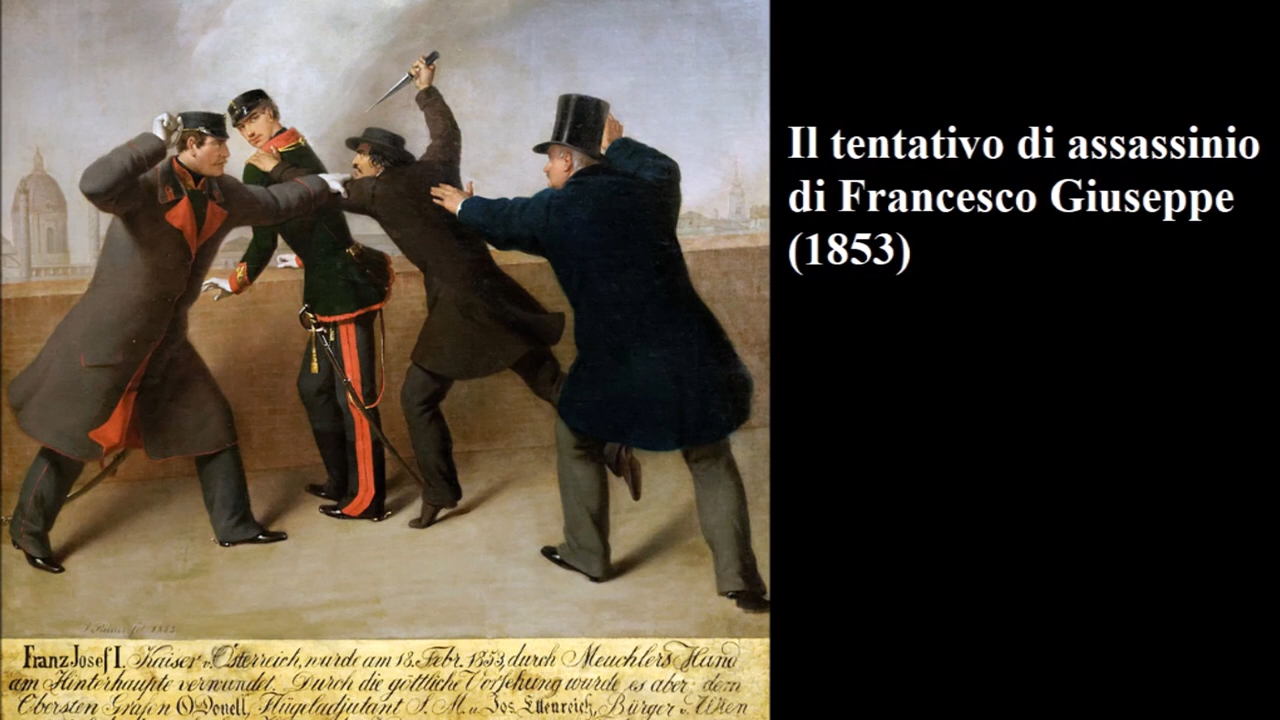 Il tentativo di assassinio
di Francesco Giuseppe
(1853)
Franz Josef I. Kaiser v. Österreich, wurde am 18. Febr. 1853, durch Meuchlers Hand
am Hinterhaupte verwundet. Durch die göttliche Vorsehung wurde es aber dem
Obersten Grafen O'Donell, Flügeladjutant S. M. u. Jos. Ettenreich, Bürger v. Wien